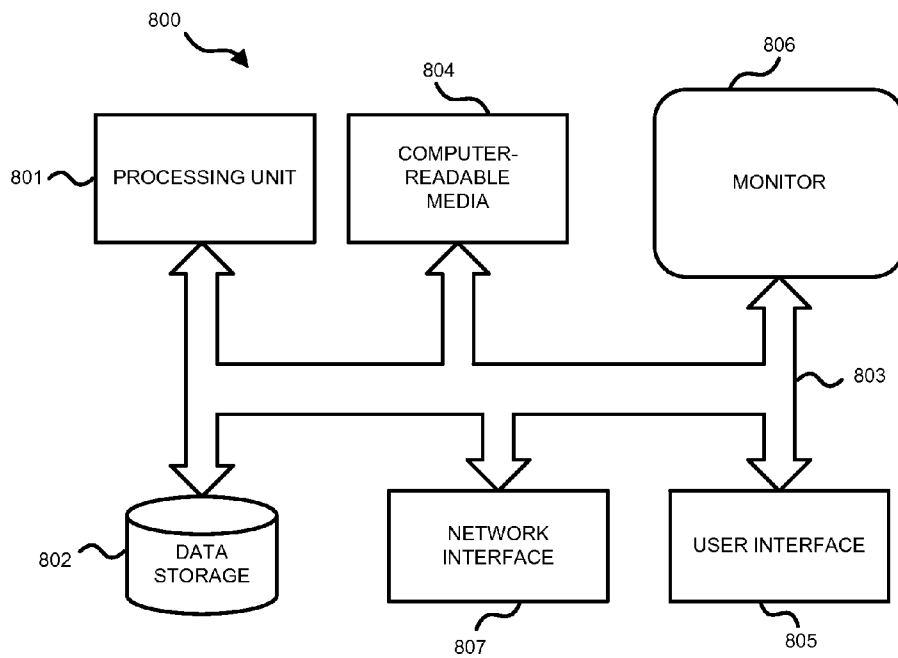 800
804
806
801
PROCESSING UNIT
COMPUTER-
READABLE
MEDIA
MONITOR
803
802
DATA
STORAGE
NETWORK
INTERFACE
USER INTERFACE
807
805